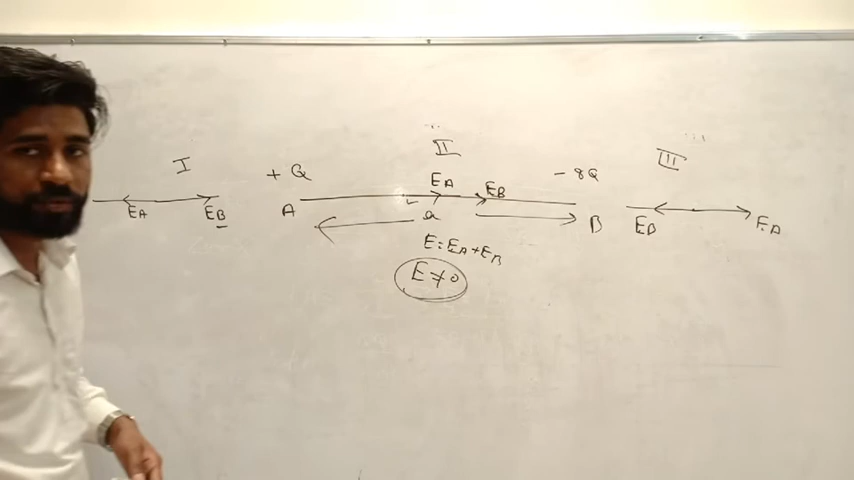 I
II
III
+ Q
- 8Q
EA
EB
EA
EB
EB
EA
A
a
B
E = EA + EB
E ≠ 0